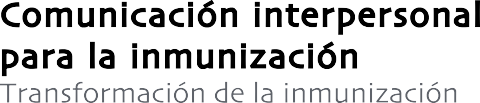 Comunicación interpersonal
para la inmunización
Transformación de la inmunización